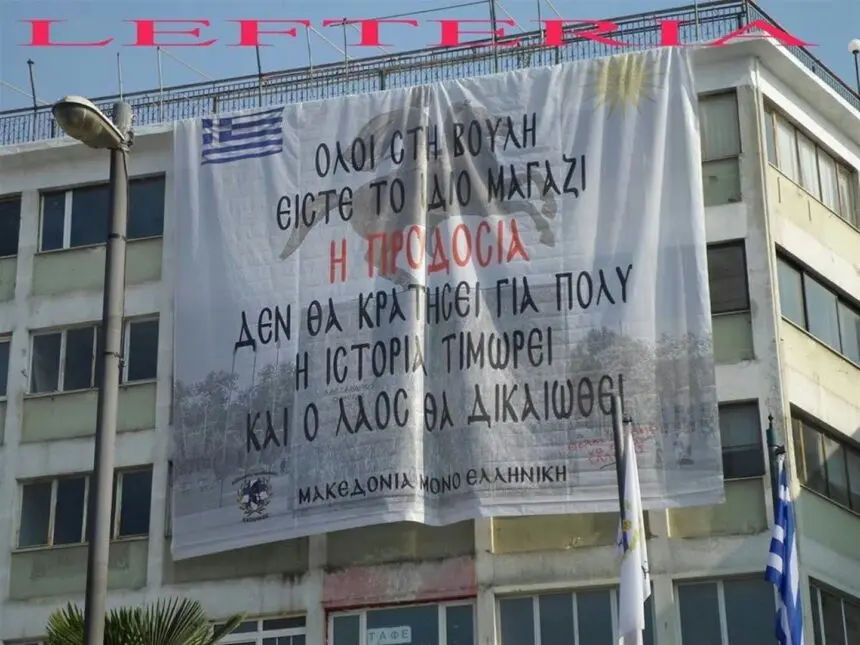 LEFTERIA
ΟΛΟΙ ΣΤΗ ΒΟΥΛΗ
ΕΙΣΤΕ ΤΟ ΙΔΙΟ ΜΑΓΑΖΙ
Η ΠΡΟΔΟΣΙΑ
ΔΕΝ ΘΑ ΚΡΑΤΗΣΕΙ ΓΙΑ ΠΟΛΥ
Η ΙΣΤΟΡΙΑ ΤΙΜΩΡΕΙ
ΚΑΙ Ο ΛΑΟΣ ΘΑ ΔΙΚΑΙΩΘΕΙ
ΜΑΚΕΔΟΝΙΑ ΜΟΝΟ ΕΛΛΗΝΙΚΗ
ΤΑΦΕ